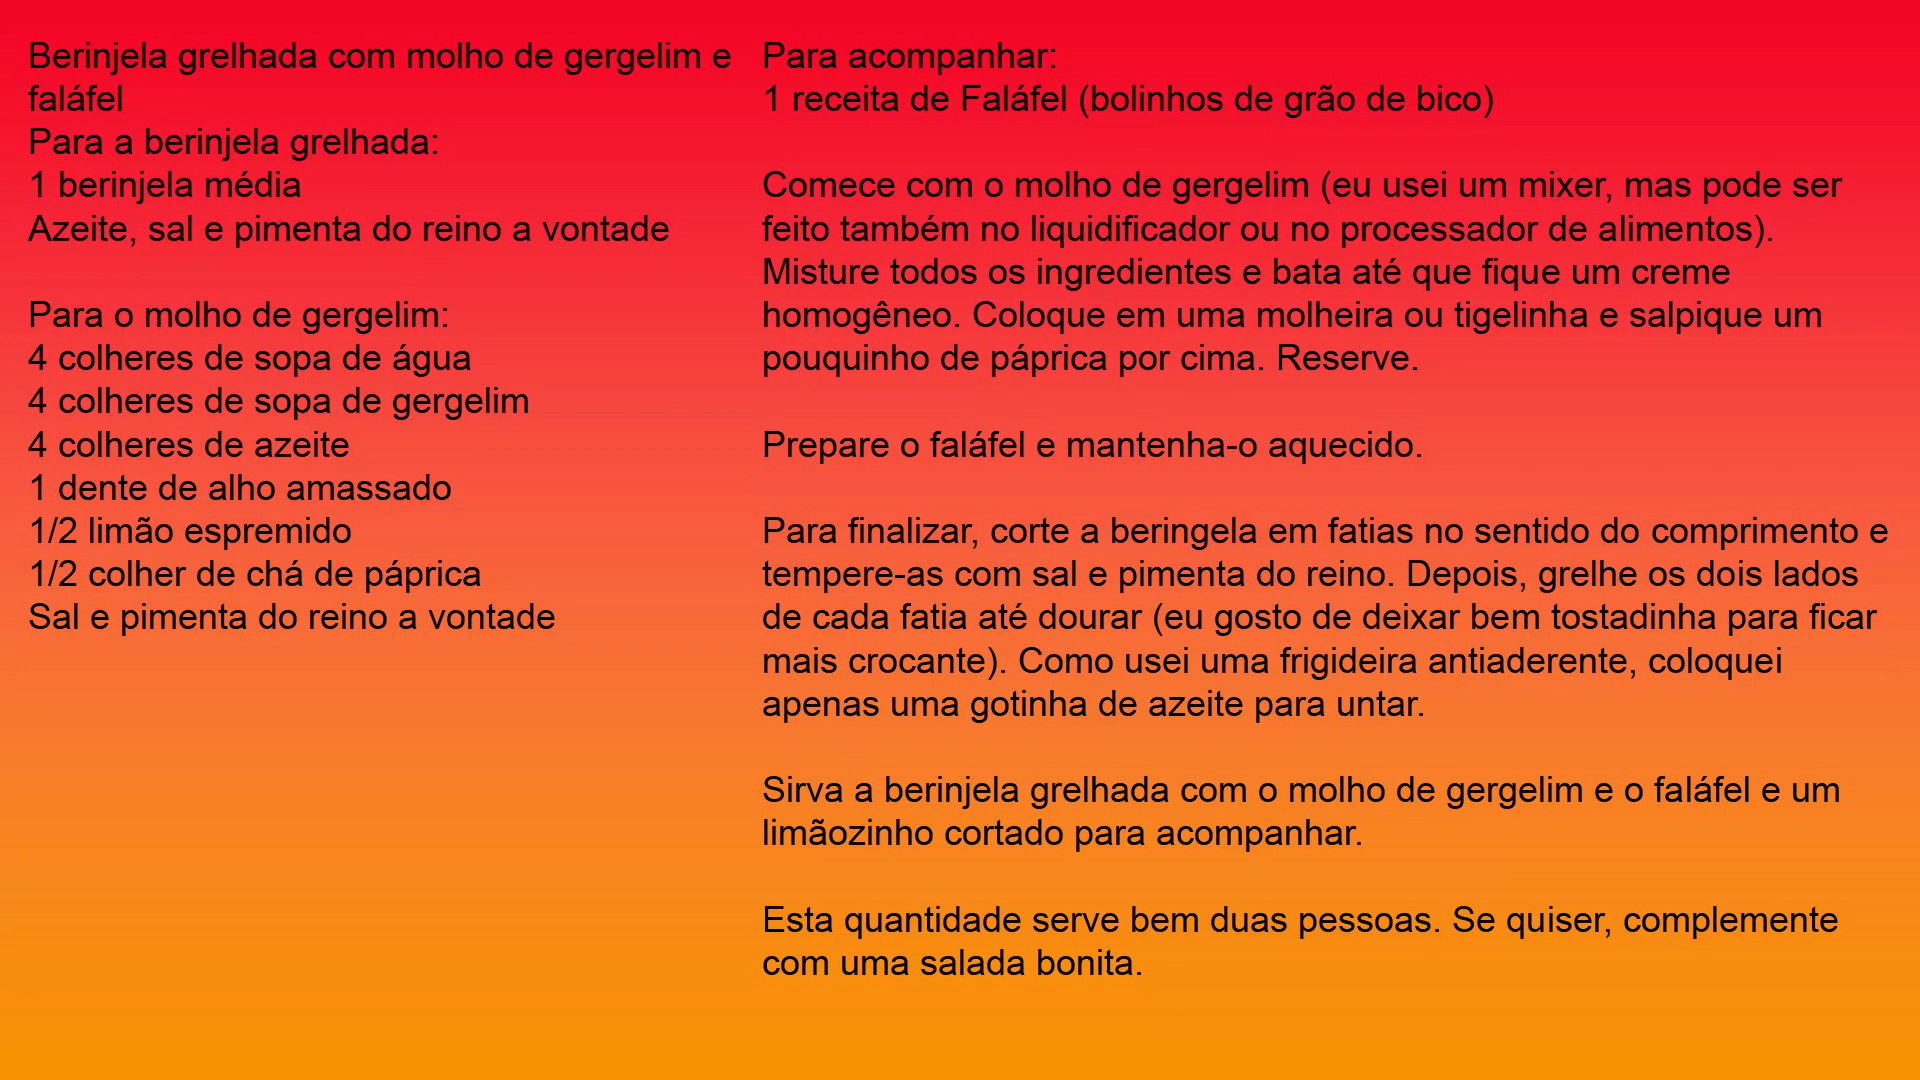 Berinjela grelhada com molho de gergelim e
faláfel
Para a berinjela grelhada:
1 berinjela média
Azeite, sal e pimenta do reino a vontade
Para o molho de gergelim:
4 colheres de sopa de água
4 colheres de sopa de gergelim
4 colheres de azeite
1 dente de alho amassado
1/2 limão espremido
1/2 colher de chá de páprica
Sal e pimenta do reino a vontade
Para acompanhar:
1 receita de Faláfel (bolinhos de grão de bico)
Comece com o molho de gergelim (eu usei um mixer, mas pode ser
feito também no liquidificador ou no processador de alimentos).
Misture todos os ingredientes e bata até que fique um creme
homogêneo. Coloque em uma molheira ou tigelinha e salpique um
pouquinho de páprica por cima. Reserve.
Prepare o faláfel e mantenha-o aquecido.
Para finalizar, corte a beringela em fatias no sentido do comprimento e
tempere-as com sal e pimenta do reino. Depois, grelhe os dois lados
de cada fatia até dourar (eu gosto de deixar bem tostadinha para ficar
mais crocante). Como usei uma frigideira antiaderente, coloquei
apenas uma gotinha de azeite para untar.
Sirva a berinjela grelhada com o molho de gergelim e o faláfel e um
limãozinho cortado para acompanhar.
Esta quantidade serve bem duas pessoas. Se quiser, complemente
com uma salada bonita.